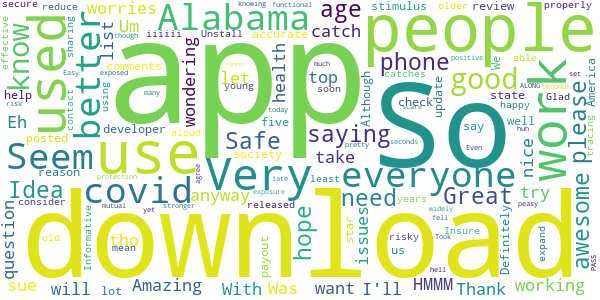 worries
secure
reduce
knowing
functional
older
review
stimulus
properly
Um
though
Alabama
age
effective
sharing
iiiiii
Unstall
accurate
catch
people
list
comments
young
Easy
exposed
positive
We
able
know
used
better
app
wondering
health
let
top
So
phone
good
please
work
help
risk
contact
using
many
today
soon
much
catches
becomes
set
ALONG
America
Eh
developer
Safe
aloud
five
Although
check
update
state
happy
Glad
posted
saying
say
Even
tracing
Seem
use
Very
everyone
nice
huh
well
reason
society
take
seconds
pretty
us
awesome
Idea
covid
anyway
need
Great
try
consider
protection
agree
late
exposure
years
issues
question
hope
least
released
Definitely
risky
peasy
yet
stronger
mutual
star
fell
widely
Insure
old
tho
download
mean
payout
Took
expand
Informative
sue
will
lot
Amazing
With
Was
want
I'll
hell
HMMM
Thank
working
PASS